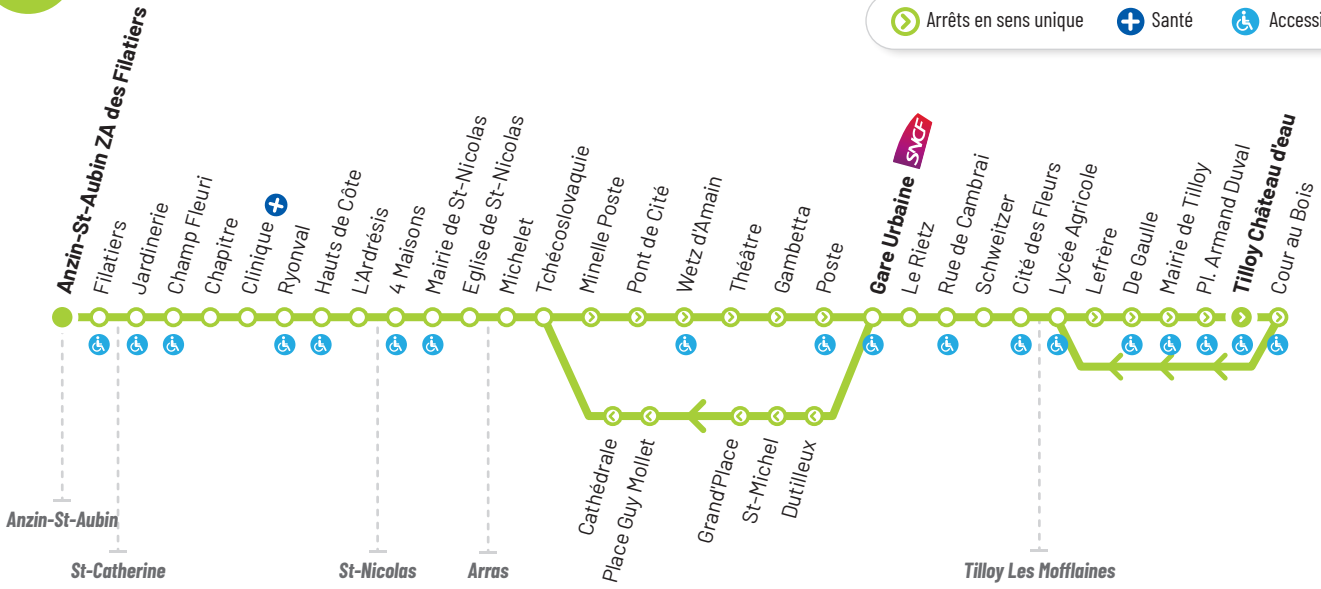 Arrêts en sens unique
Santé
Accessi
Anzin-St-Aubin ZA des Filatiers
Filatiers
Jardinerie
Champ Fleuri
Chapitre
Clinique
Ryonval
Hauts de Côte
L'Ardrésis
4 Maisons
Mairie de St-Nicolas
Eglise de St-Nicolas
Michelet
Tchécoslovaquie
Minelle Poste
Pont de Cité
Wetz d'Amain
Théâtre
Gambetta
Poste
Gare Urbaine
SNCF
Le Rietz
Rue de Cambrai
Schweitzer
Cité des Fleurs
Lycée Agricole
Lefrère
De Gaulle
Mairie de Tilloy
Pl. Armand Duval
Tilloy Château d'eau
Cour au Bois
Cathédrale
Place Guy Mollet
Grand'Place
St-Michel
Dutilleux
Anzin-St-Aubin
St-Catherine
St-Nicolas
Arras
Tilloy Les Mofflaines